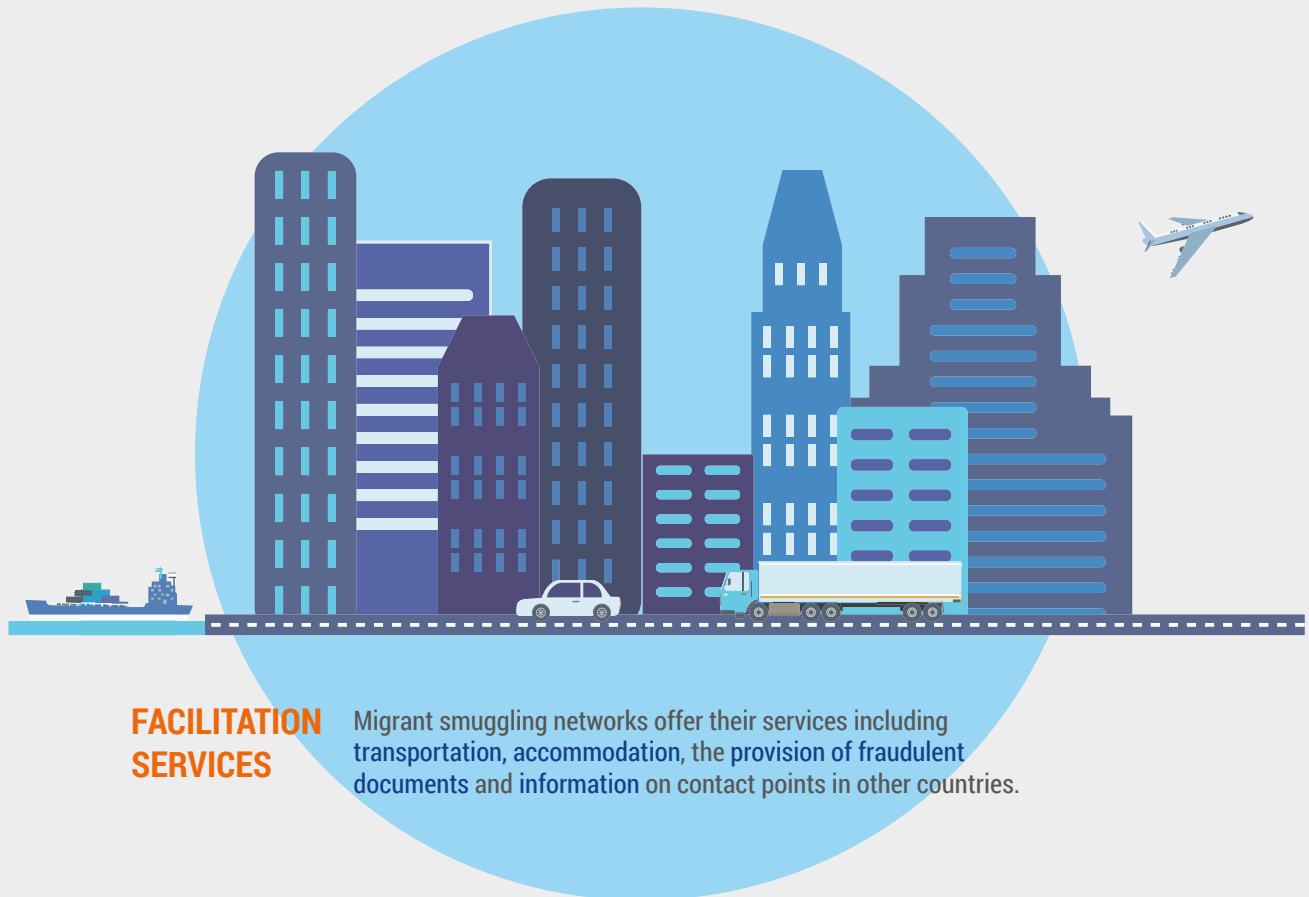 FACILITATION
SERVICES
Migrant smuggling networks offer their services including
transportation, accommodation, the provision of fraudulent
documents and information on contact points in other countries.